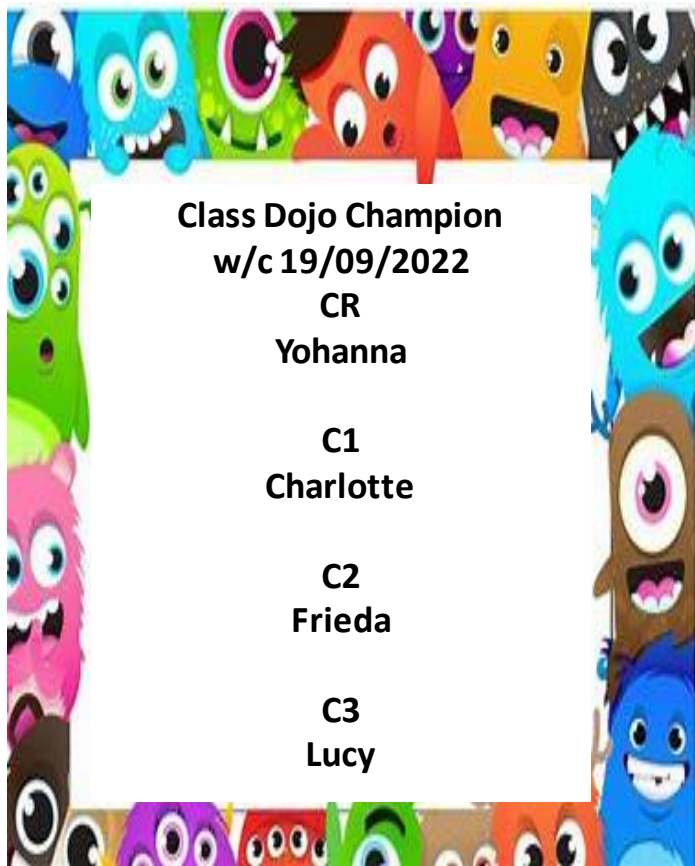 Class Dojo Champion
w/c 19/09/2022
CR
Yohanna
C1
Charlotte
C2
Frieda
C3
Lucy